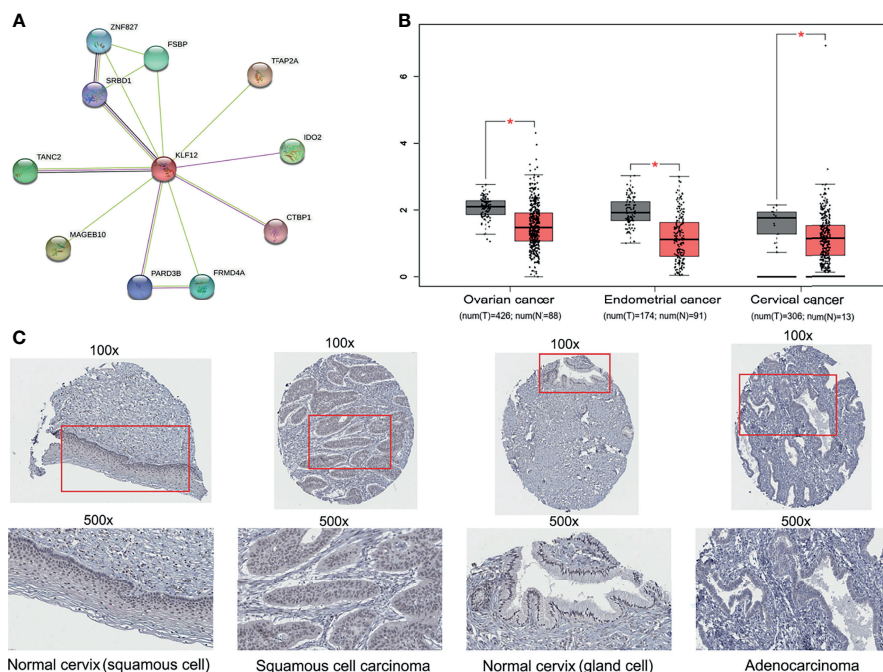 A
ZNF827
FSBP
TFAP2A
SRBD1
IDO2
TANC2
KLF12
CTBP1
MAGEB10
PARD3B
FRMD4A
B
6
4
2
0
*
*
*
Ovarian cancer
Endometrial cancer
Cervical cancer
(num(T)=426; num(N)=88)
(num(T)=174; num(N)=91)
(num(T)=306; num(N)=13)
C
100x
100x
100x
100x
500x
500x
500x
500x
Normal cervix (squamous cell)
Squamous cell carcinoma
Normal cervix (gland cell)
Adenocarcinoma